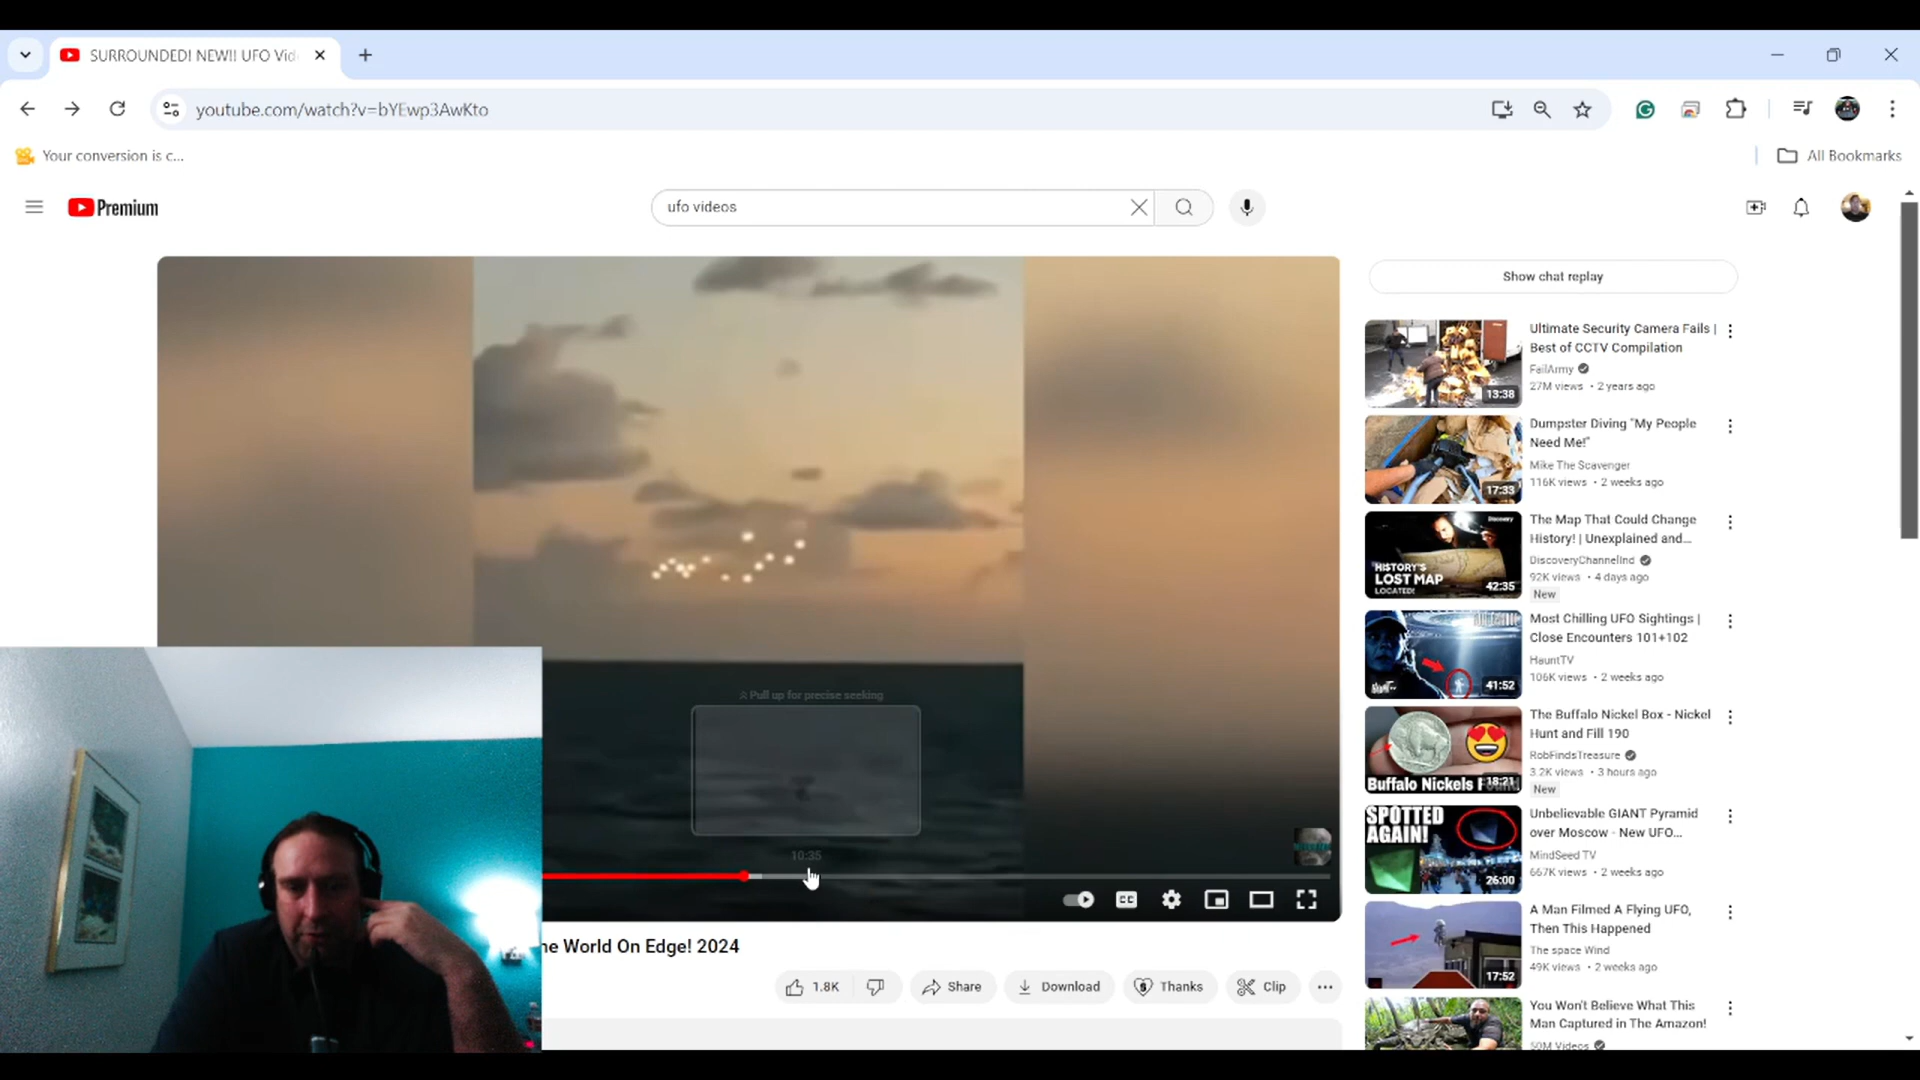 SURROUNDED! NEW!! UFO Vid
youtube.com/watch?v=bYEwp3AwKto
Your conversion is c...
All Bookmarks
Premium
ufo videos
Show chat replay
Ultimate Security Camera Fails |
Best of CCTV Compilation
FailArmy
27M views • 2 years ago
13:38
Dumpster Diving "My People
Need Me!"
Mike The Scavenger
116K views • 2 weeks ago
17:33
The Map That Could Change
History! | Unexplained and...
DiscoveryChannelInd
92K views • 4 days ago
New
Discovery
HISTORY'S
LOST MAP
LOCATED!
42:35
Most Chilling UFO Sightings |
Close Encounters 101+102
HauntTV
106K views • 2 weeks ago
41:52
The Buffalo Nickel Box - Nickel
Hunt and Fill 190
RobFindsTreasure
3.2K views • 3 hours ago
New
Buffalo Nickels F
18:21
Unbelievable GIANT Pyramid
over Moscow - New UFO...
MindSeed TV
667K views • 2 weeks ago
SPOTTED
AGAIN!
26:00
A Man Filmed A Flying UFO,
Then This Happened
The space Wind
49K views • 2 weeks ago
17:52
You Won't Believe What This
Man Captured in The Amazon!
50M Videos
Pull up for precise seeking
10:35
CC
he World On Edge! 2024
1.8K
Share
Download
Thanks
Clip